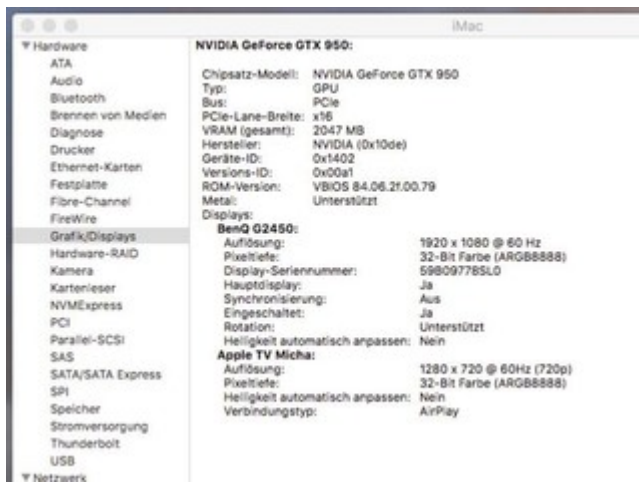 iMac
Hardware
ATA
Audio
Bluetooth
Brennen von Medien
Diagnose
Drucker
Ethernet-Karten
Festplatte
Fibre-Channel
FireWire
Grafik/Displays
Hardware-RAID
Kamera
Kartenleser
NVMExpress
PCI
Parallel-SCSI
SAS
SATA/SATA Express
SPI
Speicher
Stromversorgung
Thunderbolt
USB
Netzwerk
NVIDIA GeForce GTX 950:
Chipsatz-Modell: NVIDIA GeForce GTX 950
Typ: GPU
Bus: PCIe
PCIe-Lane-Breite: x16
VRAM (gesamt): 2047 MB
Hersteller: NVIDIA (0x10de)
Geräte-ID: 0x1402
Versions-ID: 0x00a1
ROM-Version: VBIOS 84.06.2f.00.79
Metal: Unterstützt
Displays:
BenQ G2450:
Auflösung: 1920 x 1080 @ 60 Hz
Pixeltiefe: 32-Bit Farbe (ARGB8888)
Display-Seriennummer: 59B09778SL0
Hauptdisplay: Ja
Synchronisierung: Aus
Eingeschaltet: Ja
Rotation: Unterstützt
Helligkeit automatisch anpassen: Nein
Apple TV Micha:
Auflösung: 1280 x 720 @ 60Hz (720p)
Pixeltiefe: 32-Bit Farbe (ARGB8888)
Helligkeit automatisch anpassen: Nein
Verbindungstyp: AirPlay